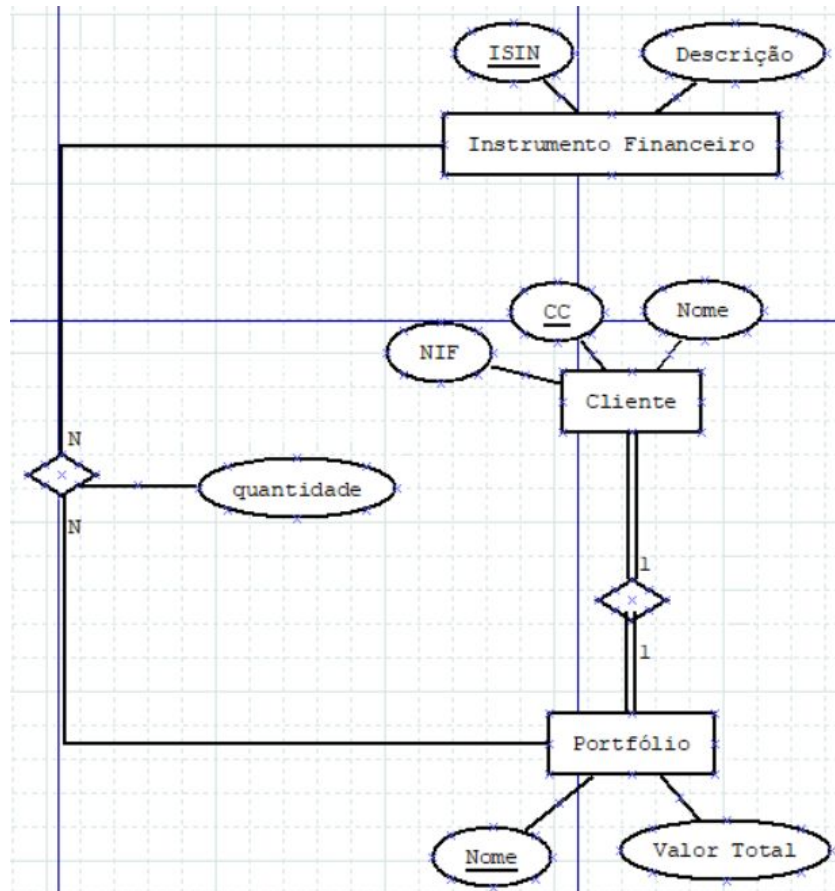 ISIN
Descrição
Instrumento Financeiro
CC
Nome
NIF
Cliente
N
quantidade
N
1
1
Portfólio
Nome
Valor Total